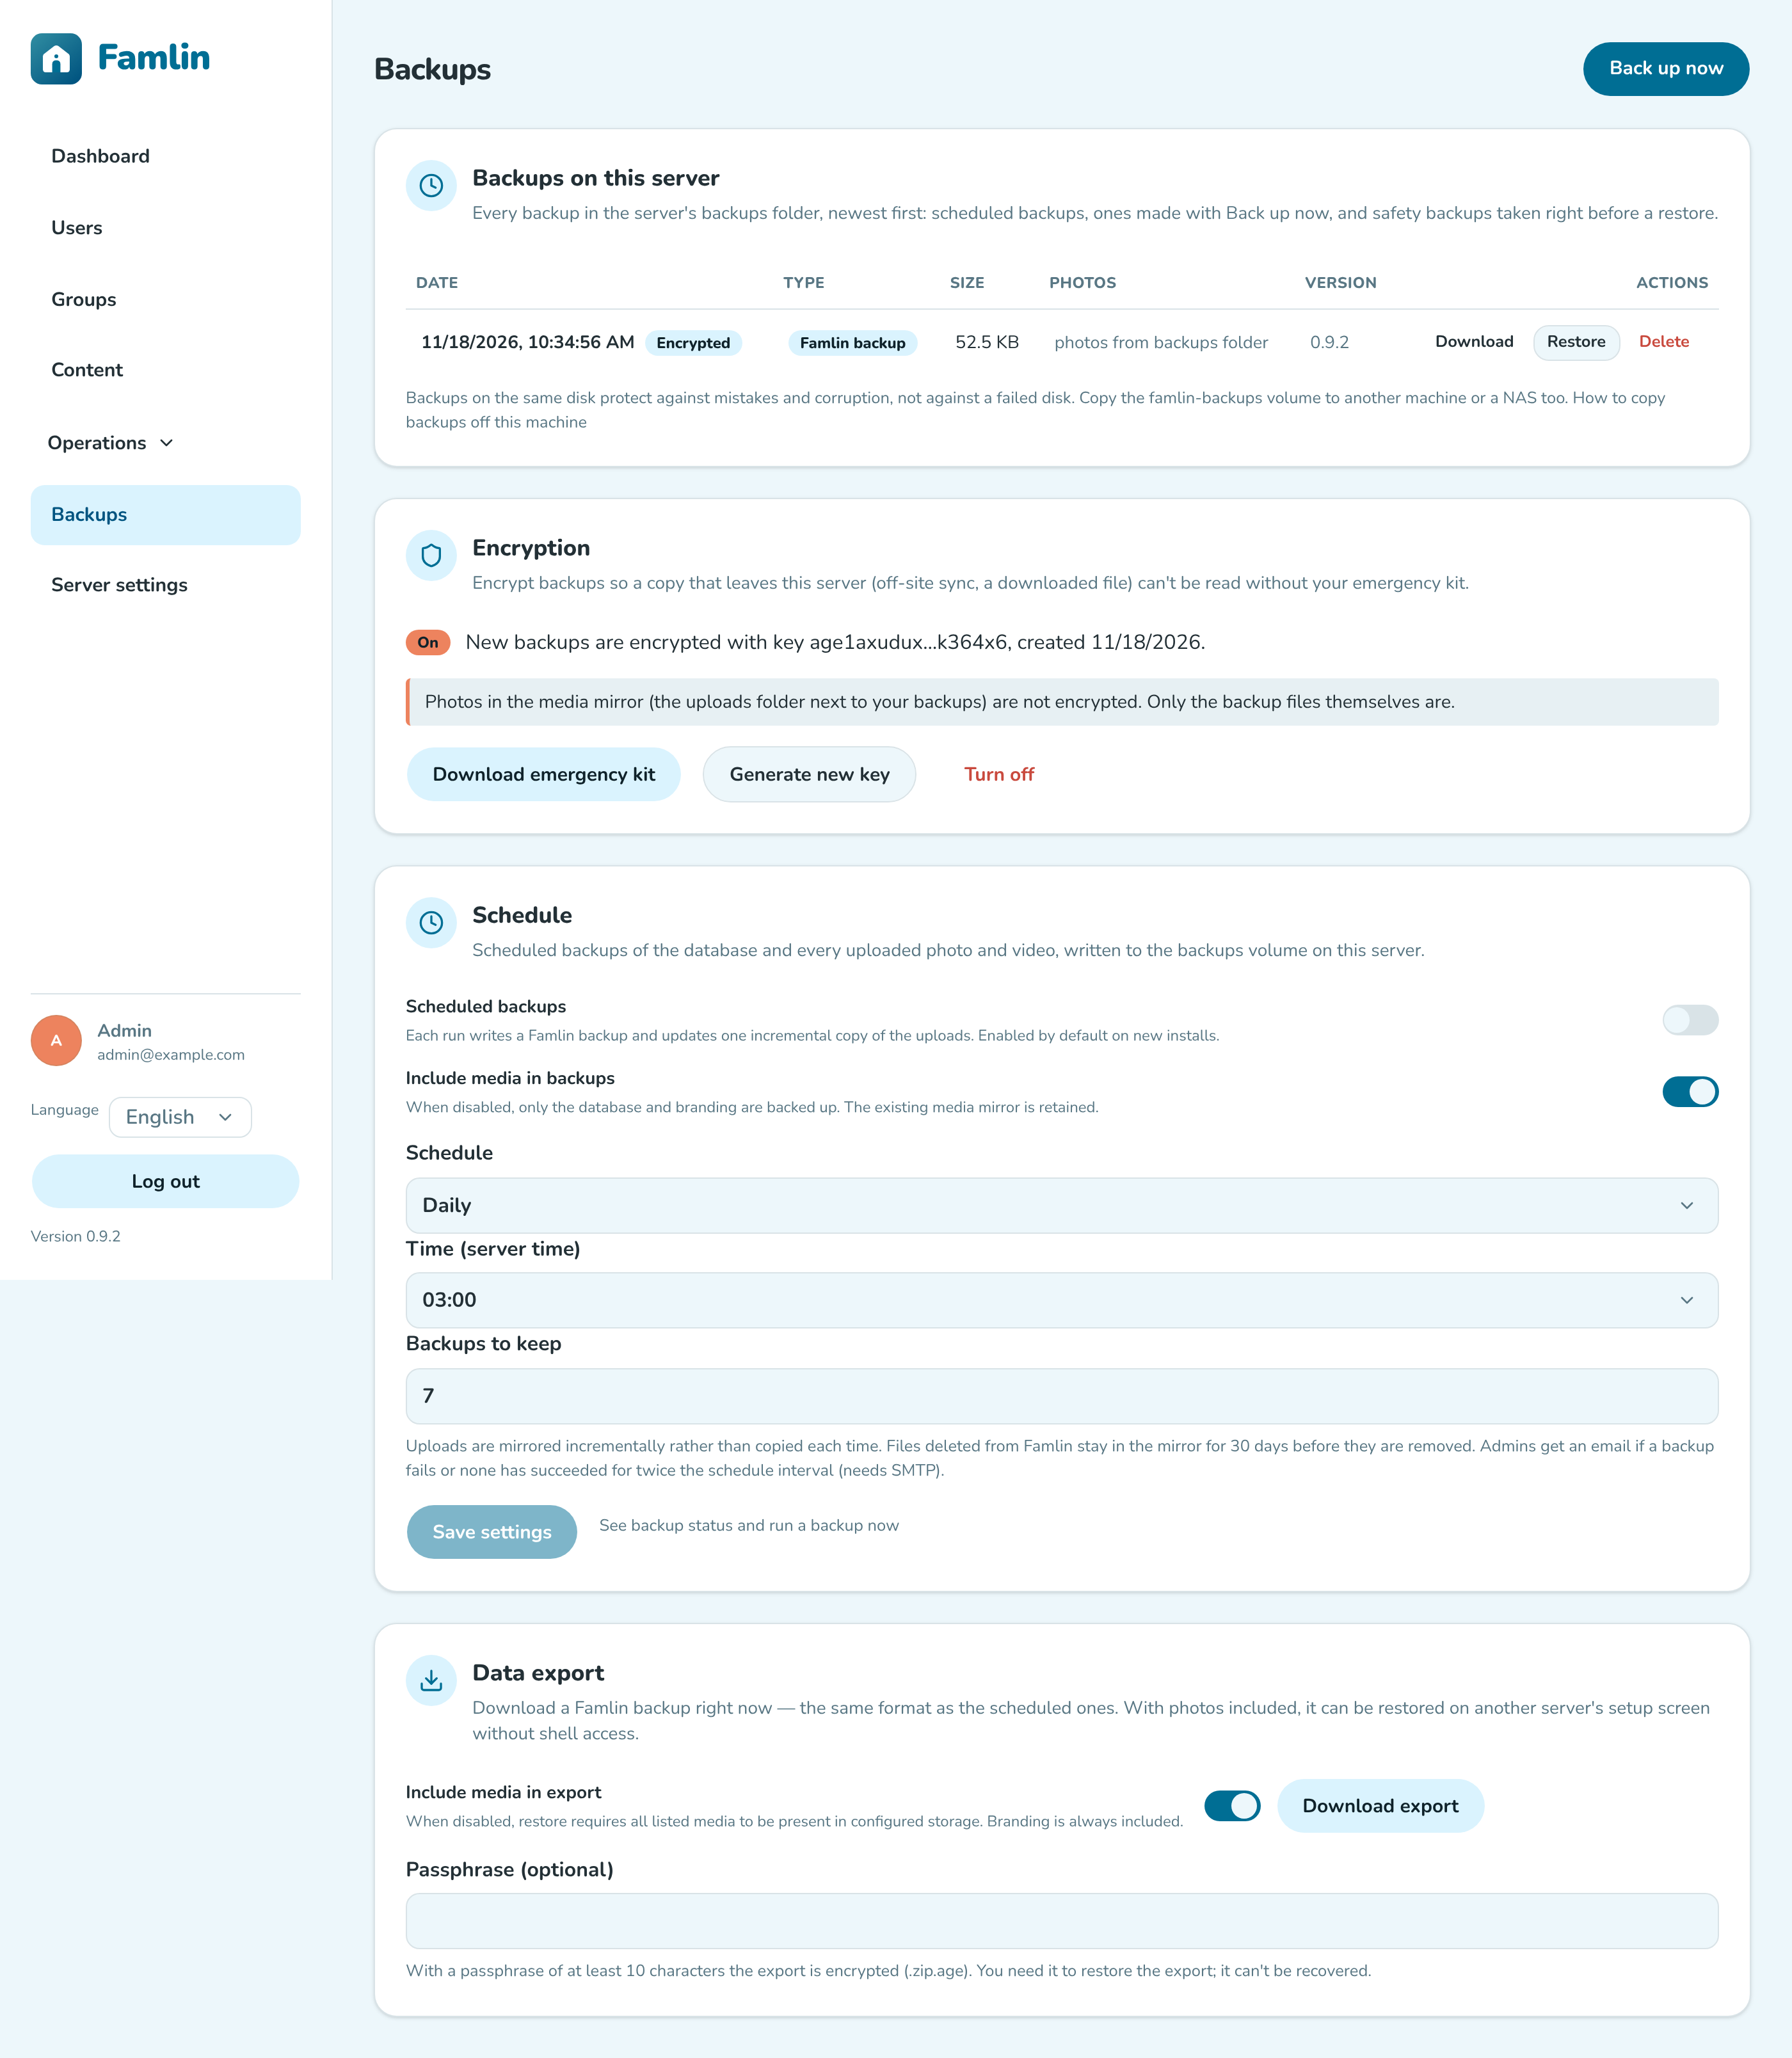 Famlin
Dashboard
Users
Groups
Content
Operations
Backups
Server settings
A
Admin
admin@example.com
Language
English
Log out
Version 0.9.2
Backups
Back up now
Backups on this server
Every backup in the server's backups folder, newest first: scheduled backups, ones made with Back up now, and safety backups taken right before a restore.
DATE TYPE SIZE PHOTOS VERSION ACTIONS
11/18/2026, 10:34:56 AM Encrypted Famlin backup 52.5 KB photos from backups folder 0.9.2 Download Restore Delete
Backups on the same disk protect against mistakes and corruption, not against a failed disk. Copy the famlin-backups volume to another machine or a NAS too. How to copy
backups off this machine
Encryption
Encrypt backups so a copy that leaves this server (off-site sync, a downloaded file) can't be read without your emergency kit.
On New backups are encrypted with key age1axudux...k364x6, created 11/18/2026.
Photos in the media mirror (the uploads folder next to your backups) are not encrypted. Only the backup files themselves are.
Download emergency kit Generate new key Turn off
Schedule
Scheduled backups of the database and every uploaded photo and video, written to the backups volume on this server.
Scheduled backups
Each run writes a Famlin backup and updates one incremental copy of the uploads. Enabled by default on new installs.
Include media in backups
When disabled, only the database and branding are backed up. The existing media mirror is retained.
Schedule
Daily
Time (server time)
03:00
Backups to keep
7
Uploads are mirrored incrementally rather than copied each time. Files deleted from Famlin stay in the mirror for 30 days before they are removed. Admins get an email if a backup
fails or none has succeeded for twice the schedule interval (needs SMTP).
Save settings See backup status and run a backup now
Data export
Download a Famlin backup right now — the same format as the scheduled ones. With photos included, it can be restored on another server's setup screen
without shell access.
Include media in export
When disabled, restore requires all listed media to be present in configured storage. Branding is always included.
Download export
Passphrase (optional)
With a passphrase of at least 10 characters the export is encrypted (.zip.age). You need it to restore the export; it can't be recovered.